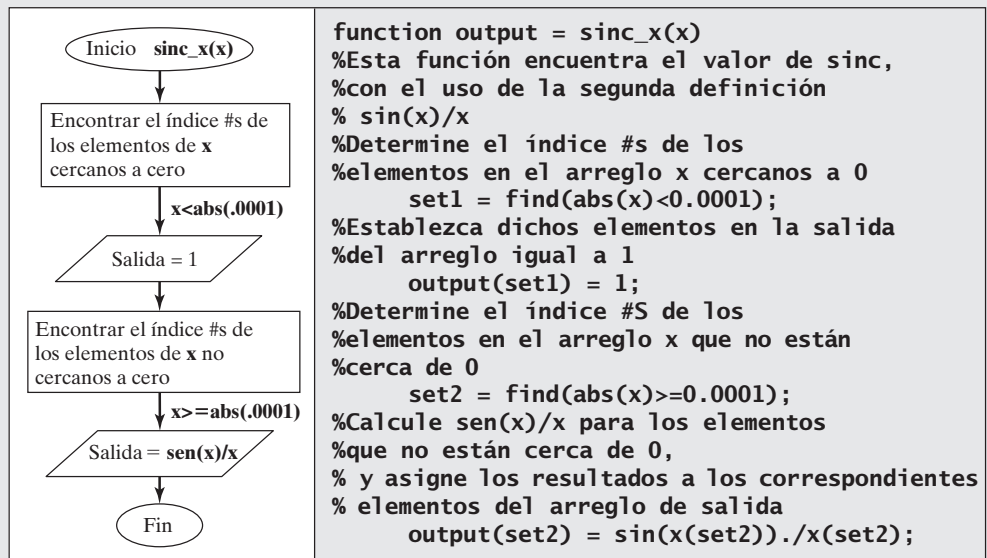 Inicio sinc_x(x)
Encontrar el índice #s de
los elementos de x
cercanos a cero
x<abs(.0001)
Salida = 1
Encontrar el índice #s de
los elementos de x no
cercanos a cero
x>=abs(.0001)
Salida = sen(x)/x
Fin
function output = sinc_x(x)
%Esta función encuentra el valor de sinc,
%con el uso de la segunda definición
% sin(x)/x
%Determine el índice #s de los
%elementos en el arreglo x cercanos a 0
set1 = find(abs(x)<0.0001);
%Establezca dichos elementos en la salida
%del arreglo igual a 1
output(set1) = 1;
%Determine el índice #S de los
%elementos en el arreglo x que no están
%cerca de 0
set2 = find(abs(x)>=0.0001);
%Calcule sen(x)/x para los elementos
%que no están cerca de 0,
% y asigne los resultados a los correspondientes
% elementos del arreglo de salida
output(set2) = sin(x(set2))./x(set2);